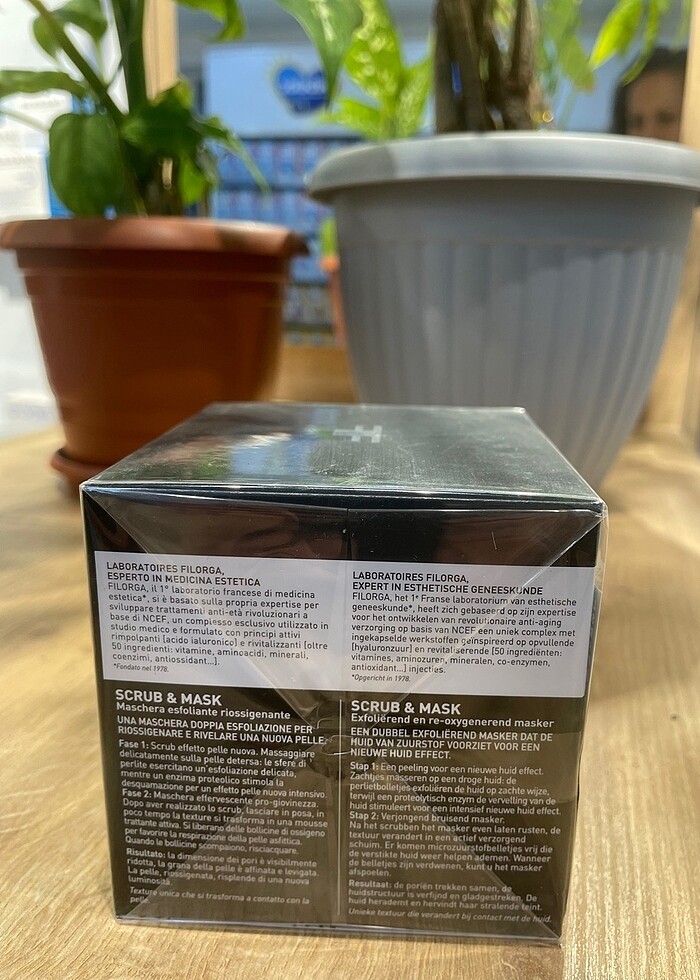 LABORATOIRES FILORGA,
ESPERTO IN MEDICINA ESTETICA
FILORGA, il 1° laboratorio francese di medicina
estetica*, si è basato sulla propria expertise per
sviluppare trattamenti anti-età rivoluzionari a
base di NCEF, un complesso esclusivo utilizzato in
studio medico e formulato con principi attivi
rimpolpanti [acido ialuronico] e rivitalizzanti [oltre
50 ingredienti: vitamine, aminoacidi, minerali,
coenzimi, antiossidanti...].
*Fondato nel 1978.
SCRUB & MASK
Maschera esfoliante riossigenante
UNA MASCHERA DOPPIA ESFOLIAZIONE PER
RIOSSIGENARE E RIVELARE UNA NUOVA PELLE.
Fase 1: Scrub effetto pelle nuova. Massaggiare
delicatamente sulla pelle detersa: le sfere di
perlite esercitano un'esfoliazione delicata,
mentre un enzima proteolico stimola la
desquamazione per un effetto pelle nuova intensivo.
Fase 2: Maschera effervescente pro-giovinezza.
Dopo aver realizzato lo scrub, lasciare in posa, in
poco tempo la texture si trasforma in una mousse
trattante attiva. Si liberano delle bollicine di ossigeno
per favorire la respirazione della pelle asfittica.
Quando le bollicine scompaiono, risciacquare.
Risultato: la dimensione dei pori è visibilmente
ridotta, la grana della pelle è affinata e levigata.
La pelle, riossigenata, risplende di una nuova
luminosità.
Texture unica che si trasforma a contatto con la
pelle.
LABORATOIRES FILORGA,
EXPERT IN ESTHETISCHE GENEESKUNDE
FILORGA, het 1e Franse laboratorium van esthetische
geneeskunde*, heeft zich gebaseerd op zijn expertise
voor het ontwikkelen van revolutionaire anti-aging
verzorging op basis van NCEF een uniek complex met
ingekapselde werkstoffen geïnspireerd op opvullende
[hyaluronzuur] en revitaliserende [50 ingrediënten:
vitamines, aminozuren, mineralen, co-enzymen,
antioxidant...] injecties.
*Opgericht in 1978.
SCRUB & MASK
Exfoliërend en re-oxygenerend masker
EEN DUBBEL EXFOLIËREND MASKER DAT DE
HUID VAN ZUURSTOF VOORZIET VOOR EEN
NIEUWE HUID EFFECT.
Stap 1: Een peeling voor een nieuwe huid effect.
Zachtjes masseren op een droge huid: de
perlietbolletjes exfoliëren de huid op zachte wijze,
terwijl een proteolytisch enzym de vervelling van de
huid stimuleert voor een intensief nieuwe huid effect.
Stap 2: Verjongend bruisend masker.
Na het scrubben het masker even laten rusten, de
textuur verandert in een actief verzorgend
schuim. Er komen microzuurstofbelletjes vrij die
de verstikte huid weer helpen ademen. Wanneer
de belletjes zijn verdwenen, kunt u het masker
afspoelen.
Resultaat: de poriën trekken samen, de
huidstructuur is verfijnd en gladgestreken. De
huid herademt en hervindt haar stralende teint.
Unieke textuur die verandert bij contact met de huid.